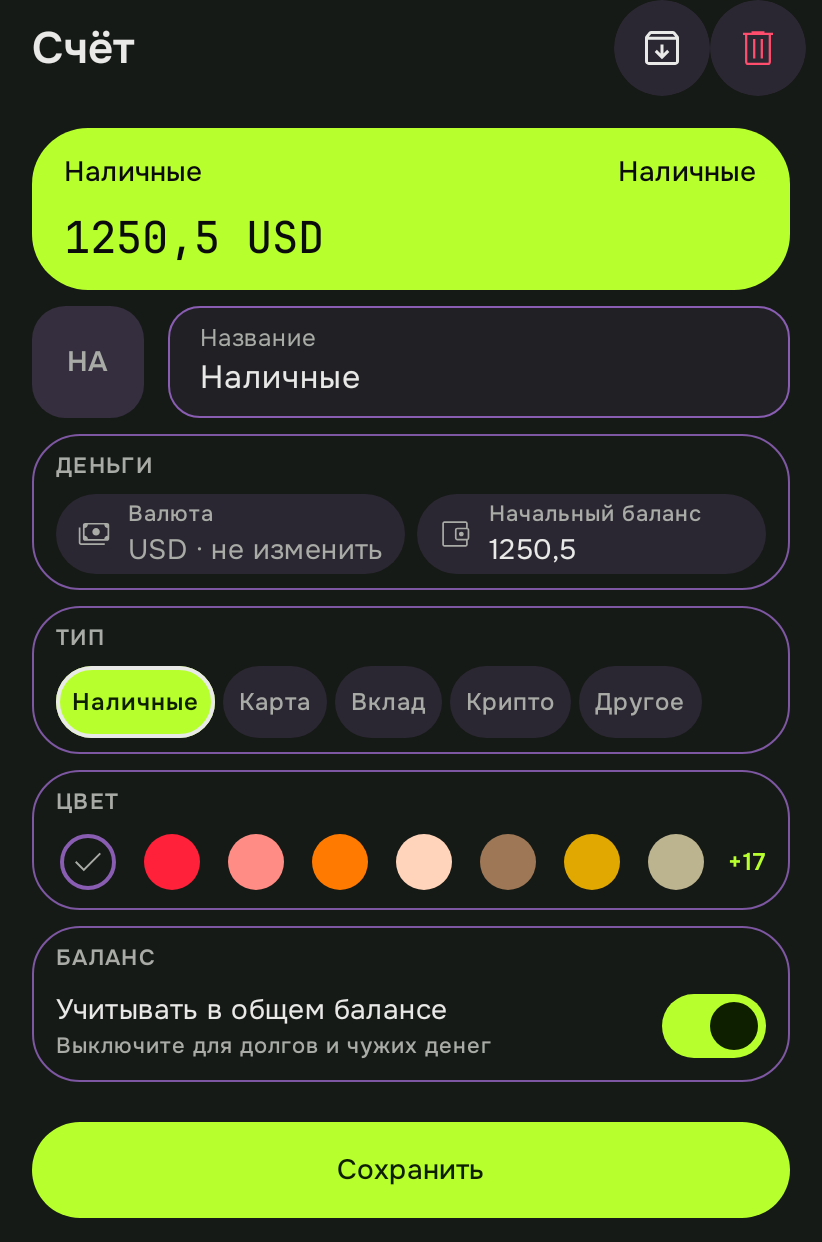 Счёт
Наличные Наличные
1250,5 USD
НА
Название
Наличные
ДЕНЬГИ
Валюта
USD · не изменить
Начальный баланс
1250,5
ТИП
Наличные Карта Вклад Крипто Другое
ЦВЕТ
+17
БАЛАНС
Учитывать в общем балансе
Выключите для долгов и чужих денег
Сохранить